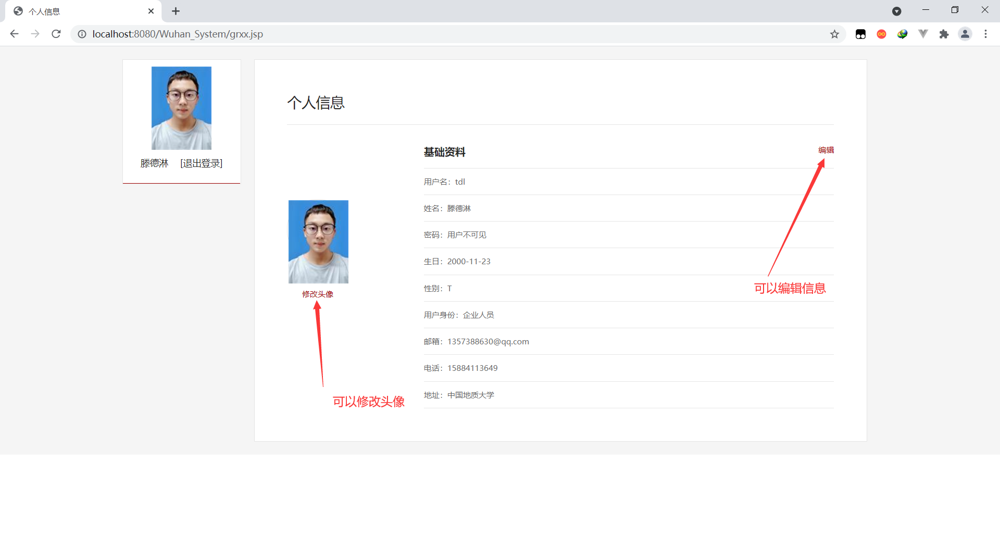 个人信息
localhost:8080/Wuhan_System/grxx.jsp
滕德淋 [退出登录]
个人信息
基础资料 编辑
用户名：tdl
姓名：滕德淋
密码：用户不可见
生日：2000-11-23
性别：T
可以编辑信息
修改头像
用户身份：企业人员
邮箱：1357388630@qq.com
电话：15884113649
地址：中国地质大学
可以修改头像